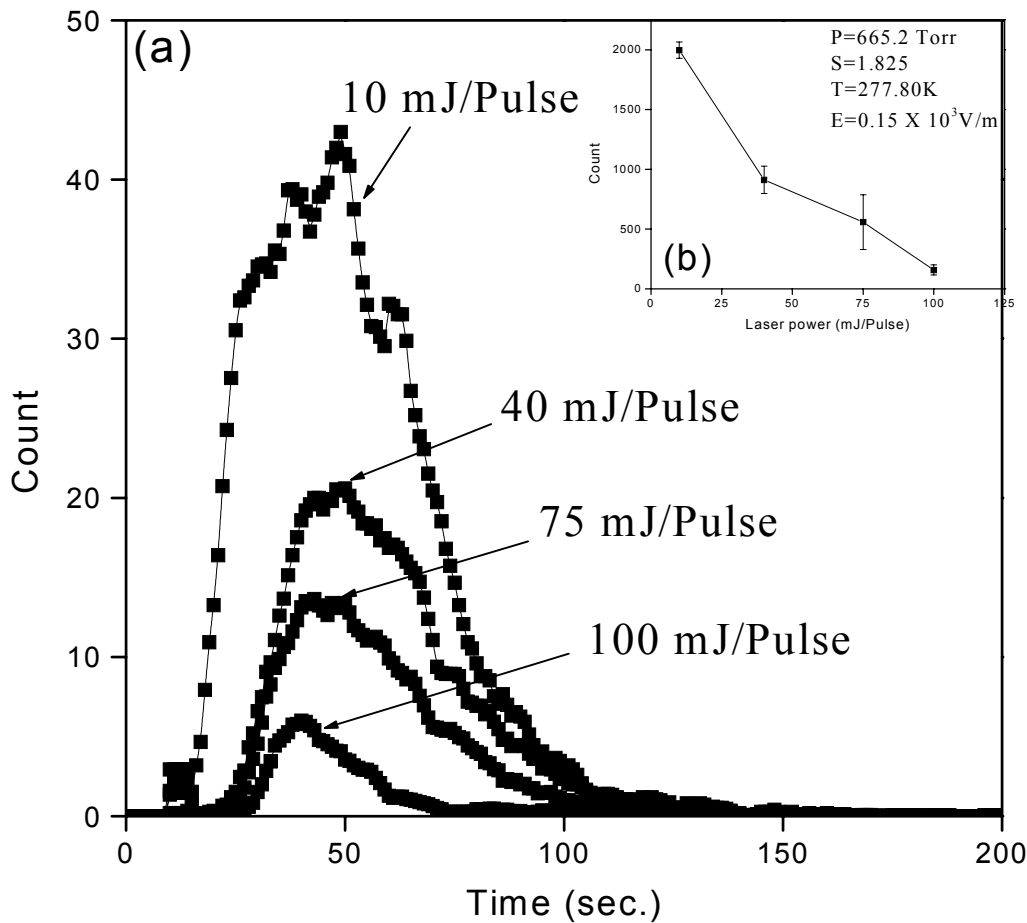 50
40
30
20
10
0
Count
0
50
100
150
200
Time (sec.)
(a)
10 mJ/Pulse
40 mJ/Pulse
75 mJ/Pulse
100 mJ/Pulse
2000
1500
1000
500
0
Count
0
25
50
75
100
125
Laser power (mJ/Pulse)
(b)
P=665.2 Torr
S=1.825
T=277.80K
E=0.15 X 10³V/m